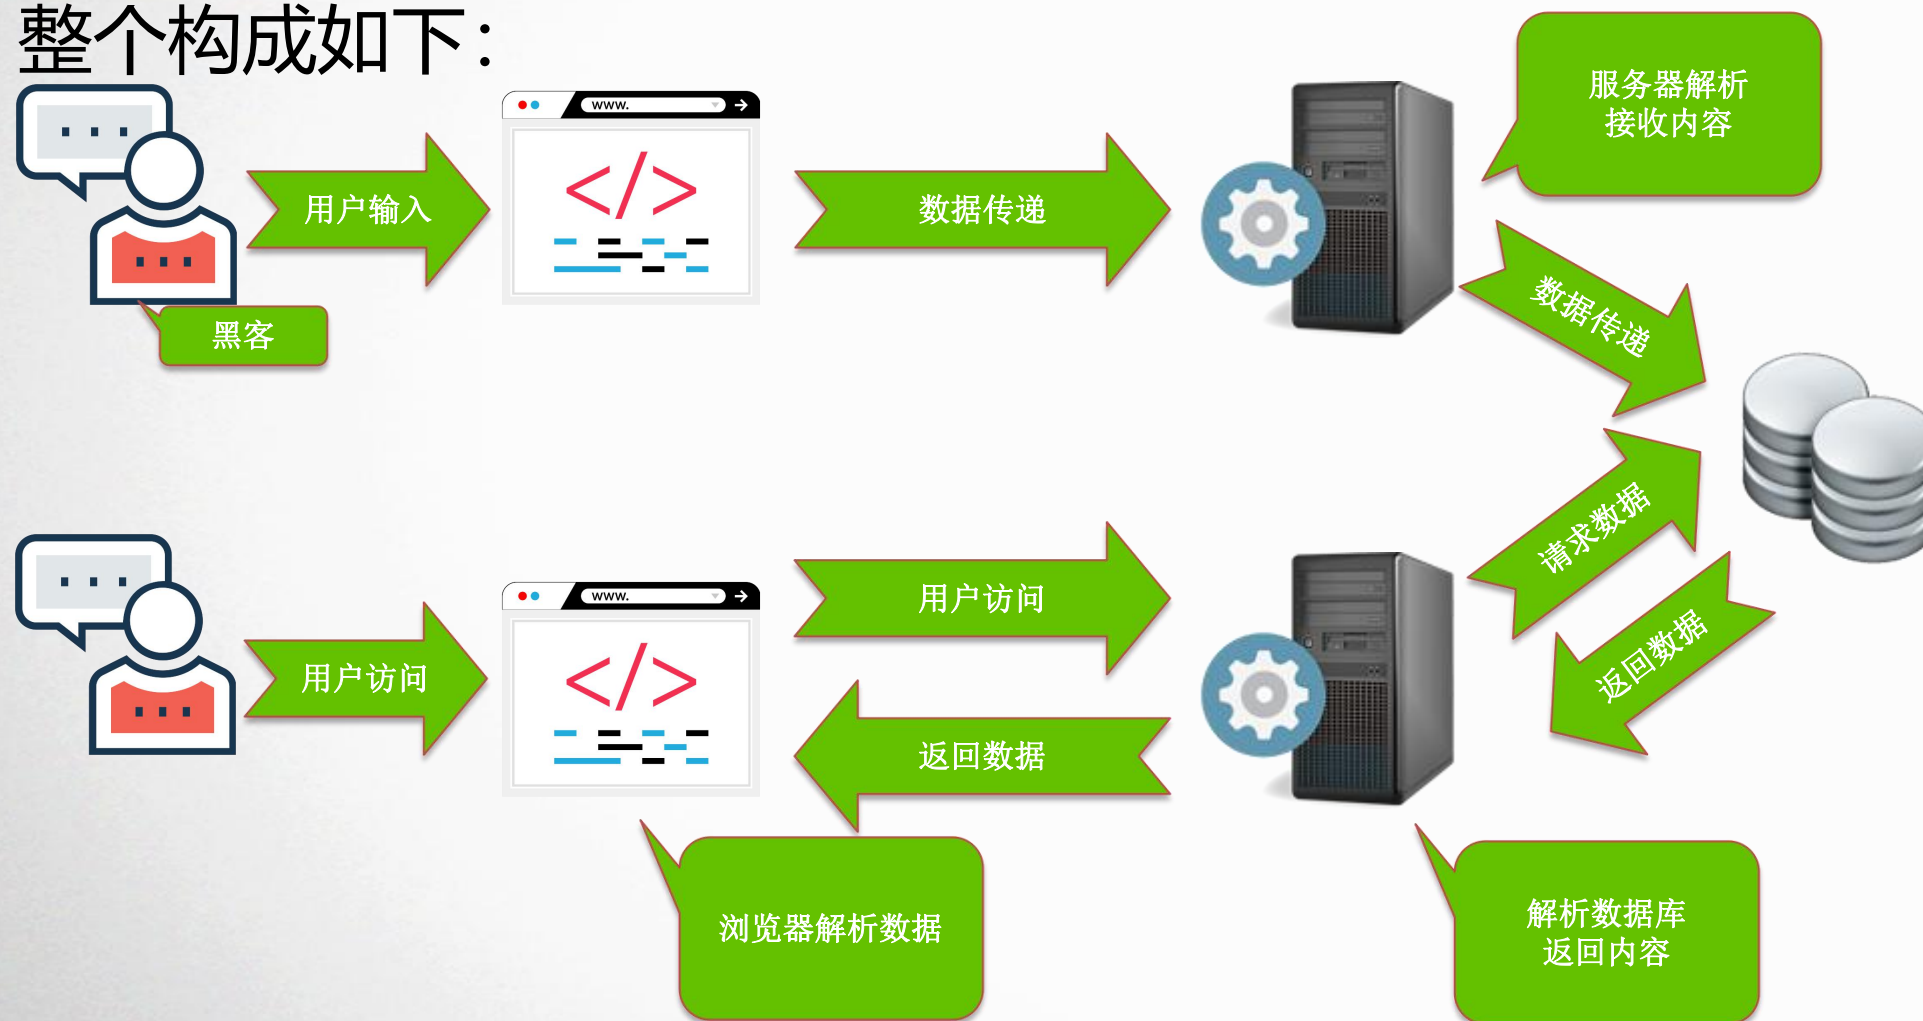 整个构成如下：
www.
服务器解析
接收内容
用户输入
数据传递
黑客
数据传递
请求数据
www.
用户访问
用户访问
返回数据
返回数据
浏览器解析数据
解析数据库
返回内容